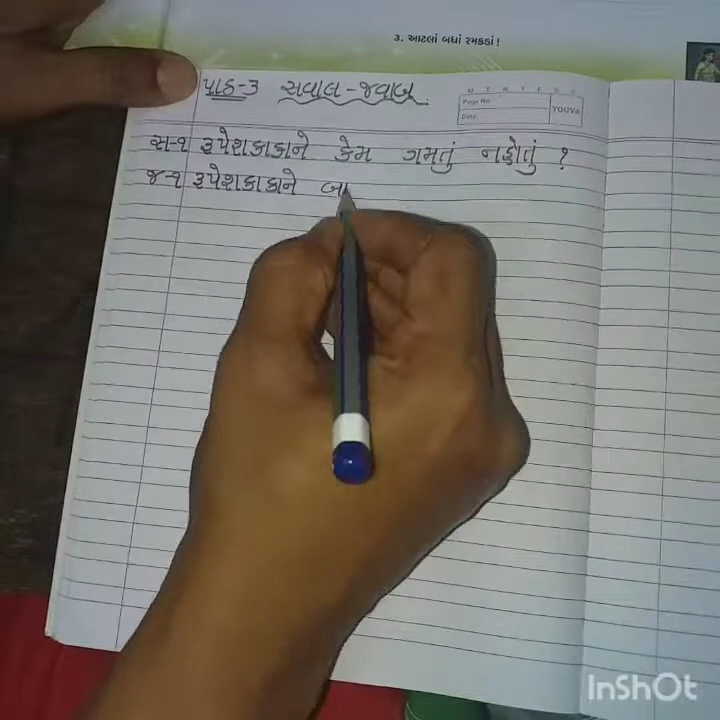 ૩. આટલાં બધાં રમકડાં!
પાઠ-૩ સવાલ-જવાબ
M T W T F S S
Page No.:
Date:
YOUVA
સ-૧ રૂપેશકાકાને કેમ ગમતું નહોતું ?
જ-૧ રૂપેશકાકાને બા
InShOt